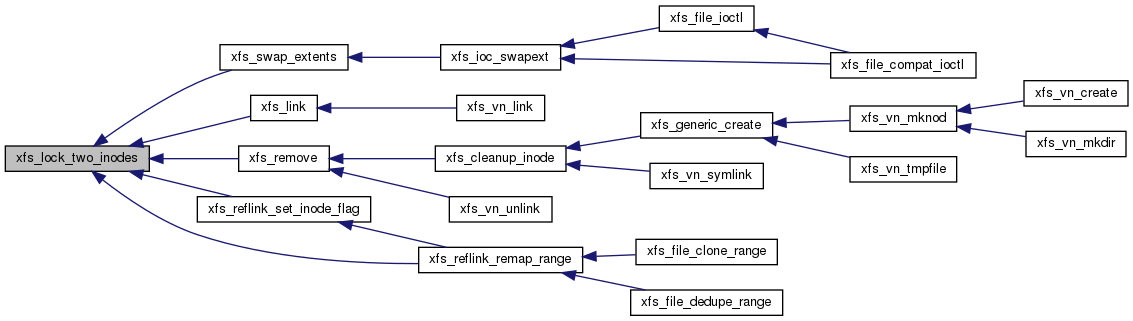 xfs_file_ioctl
xfs_swap_extents
xfs_ioc_swapext
xfs_file_compat_ioctl
xfs_vn_create
xfs_link
xfs_vn_link
xfs_generic_create
xfs_vn_mknod
xfs_vn_mkdir
xfs_lock_two_inodes
xfs_remove
xfs_cleanup_inode
xfs_vn_tmpfile
xfs_vn_symlink
xfs_reflink_set_inode_flag
xfs_vn_unlink
xfs_file_clone_range
xfs_reflink_remap_range
xfs_file_dedupe_range